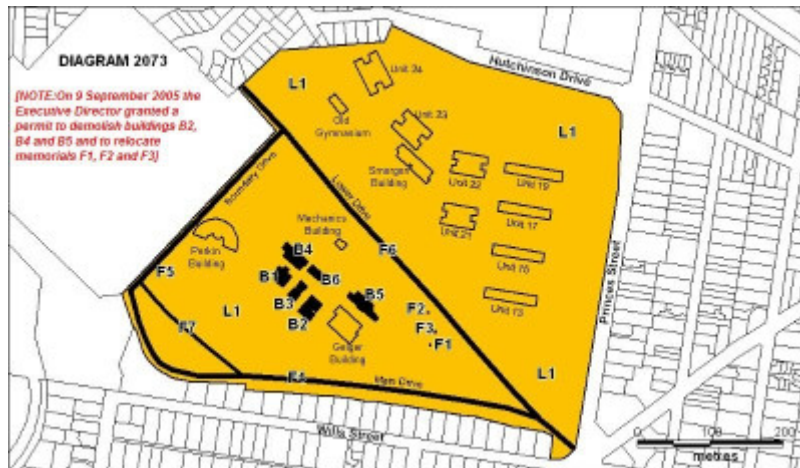 DIAGRAM 2073
[NOTE:On 9 September 2005 the
Executive Director granted a
permit to demolish buildings B2,
B4 and B5 and to relocate
memorials F1, F2 and F3]
Unit 24
Hutchinson Drive
L1
Old
Gymnasium
Unit 23
L1
Smorgon
Building
Unit 22
Unit 19
Boundary Drive
Lower Drive
Unit 17
Unit 21
Mechanics
Building
Perkin
Building
B4
F6
Unit 15
Princes Street
F5
B1
B6
B3
B5
Unit 13
L1
F2
F7
B2
F3
F1
Geiger
Building
F4
Main Drive
L1
Wills Street
0 100 200
metres